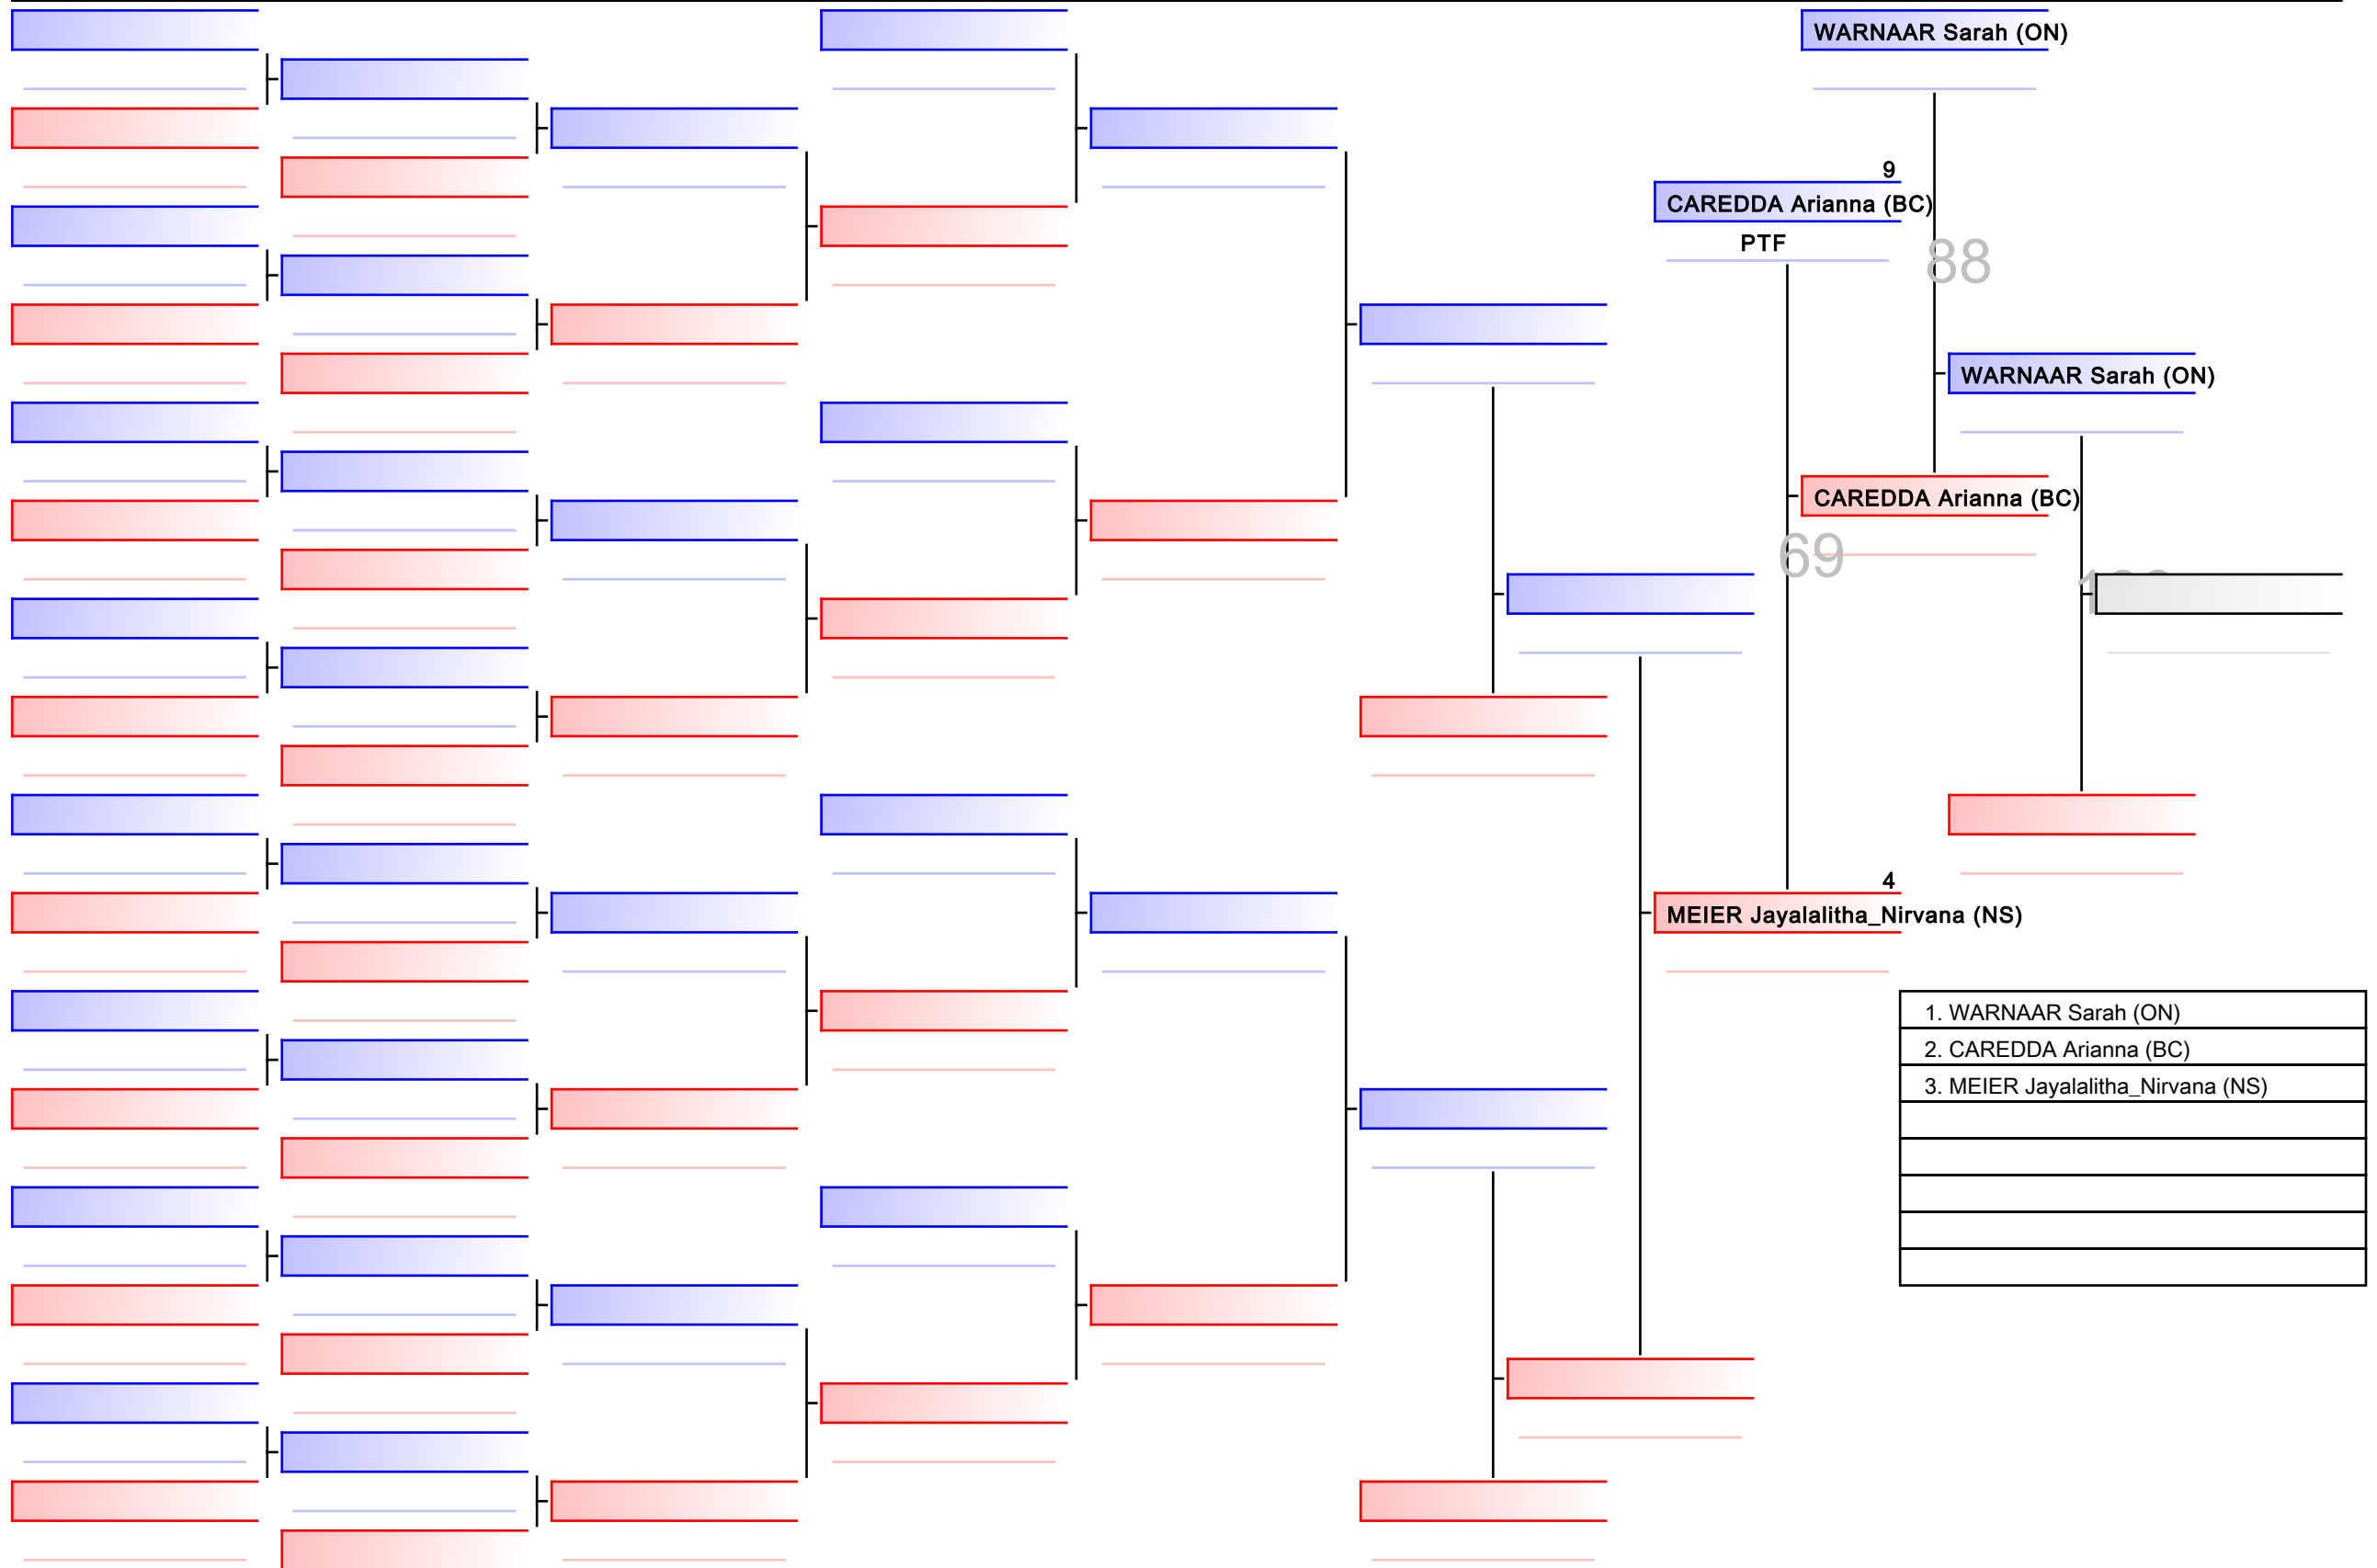 WARNAAR Sarah (ON)
9
CAREDDA Arianna (BC)
PTF
88
WARNAAR Sarah (ON)
CAREDDA Arianna (BC)
69
4
MEIER Jayalalitha_Nirvana (NS)
1. WARNAAR Sarah (ON)
2. CAREDDA Arianna (BC)
3. MEIER Jayalalitha_Nirvana (NS)